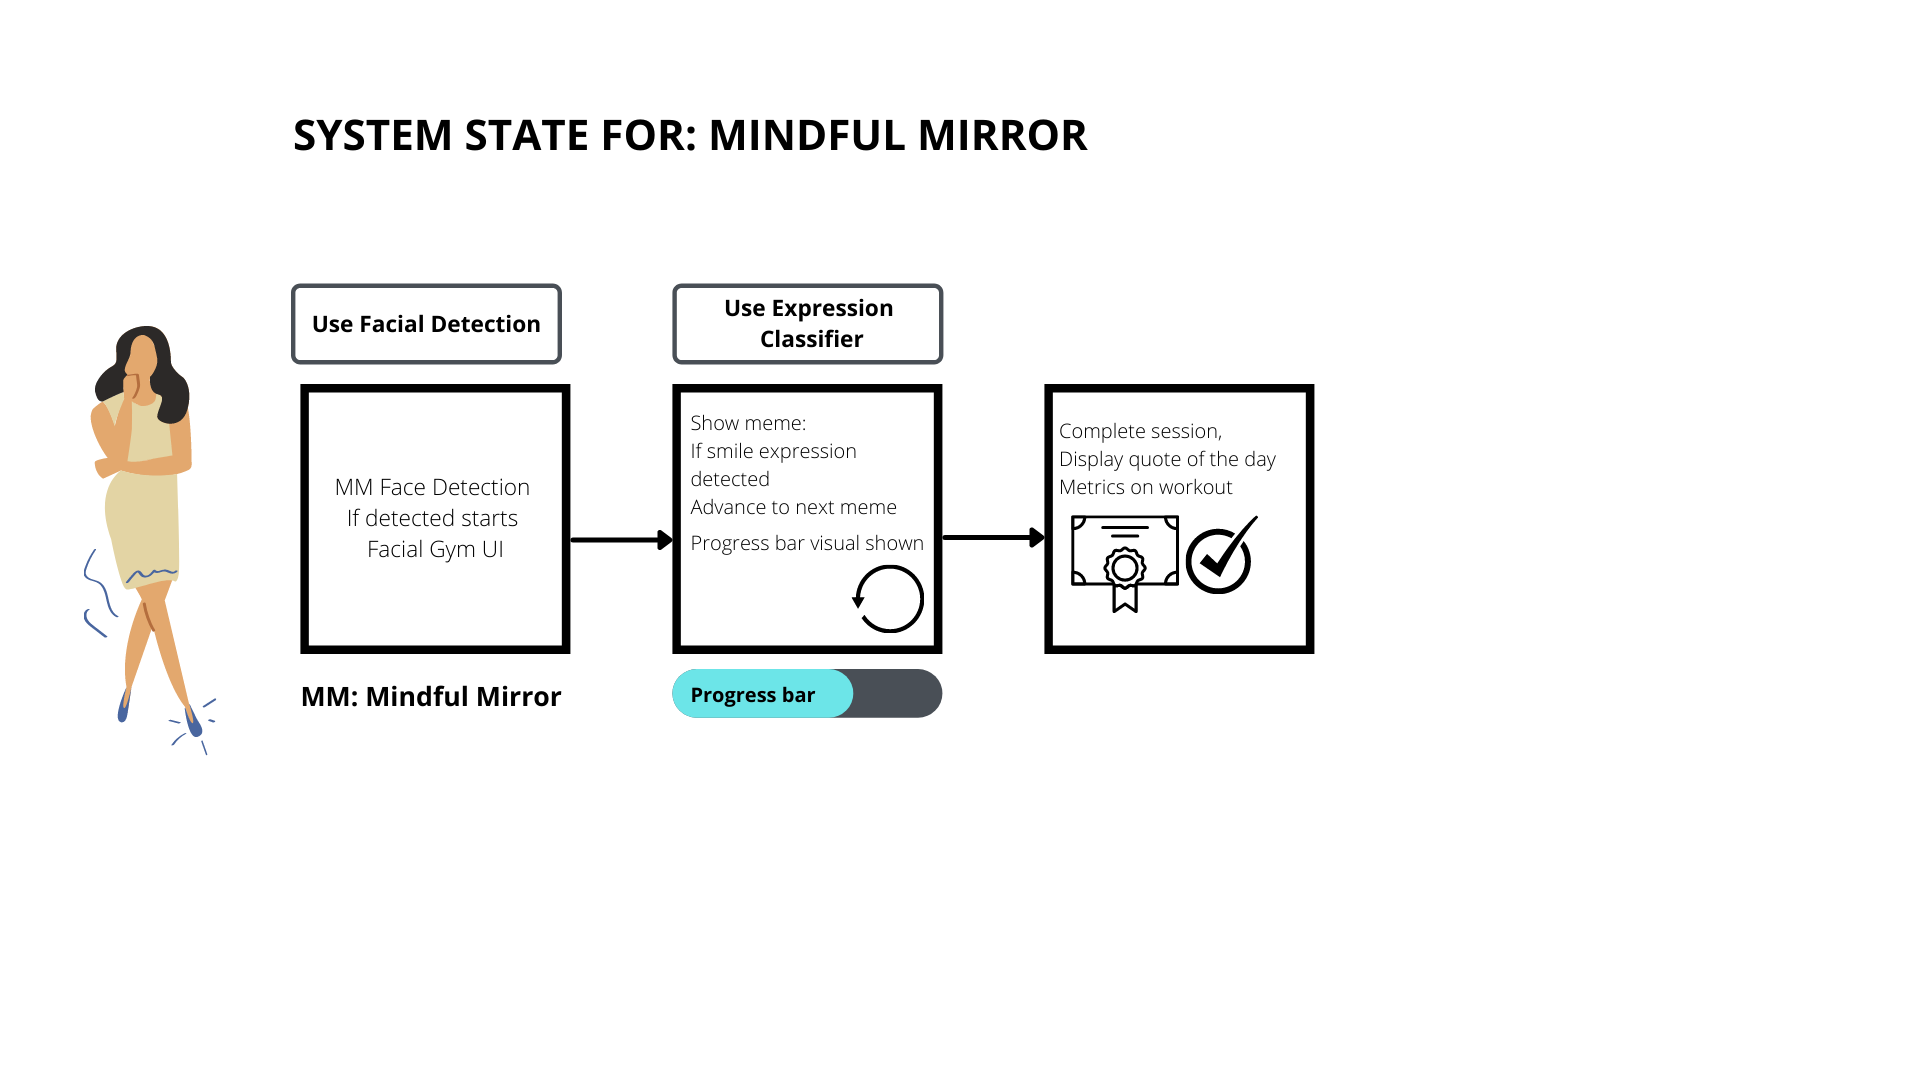 SYSTEM STATE FOR: MINDFUL MIRROR
Use Facial Detection
Use Expression
Classifier
MM Face Detection
If detected starts
Facial Gym UI
Show meme:
If smile expression
detected
Advance to next meme
Progress bar visual shown
Complete session,
Display quote of the day
Metrics on workout
MM: Mindful Mirror
Progress bar